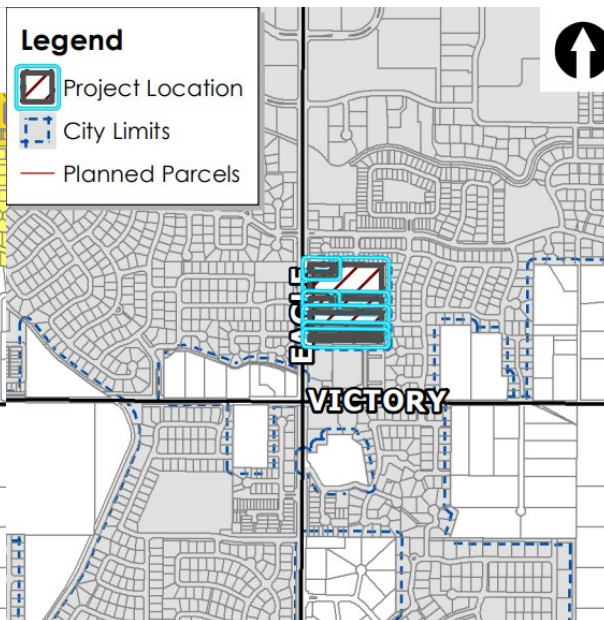 Legend
Project Location
City Limits
Planned Parcels
EAGLE
VICTORY